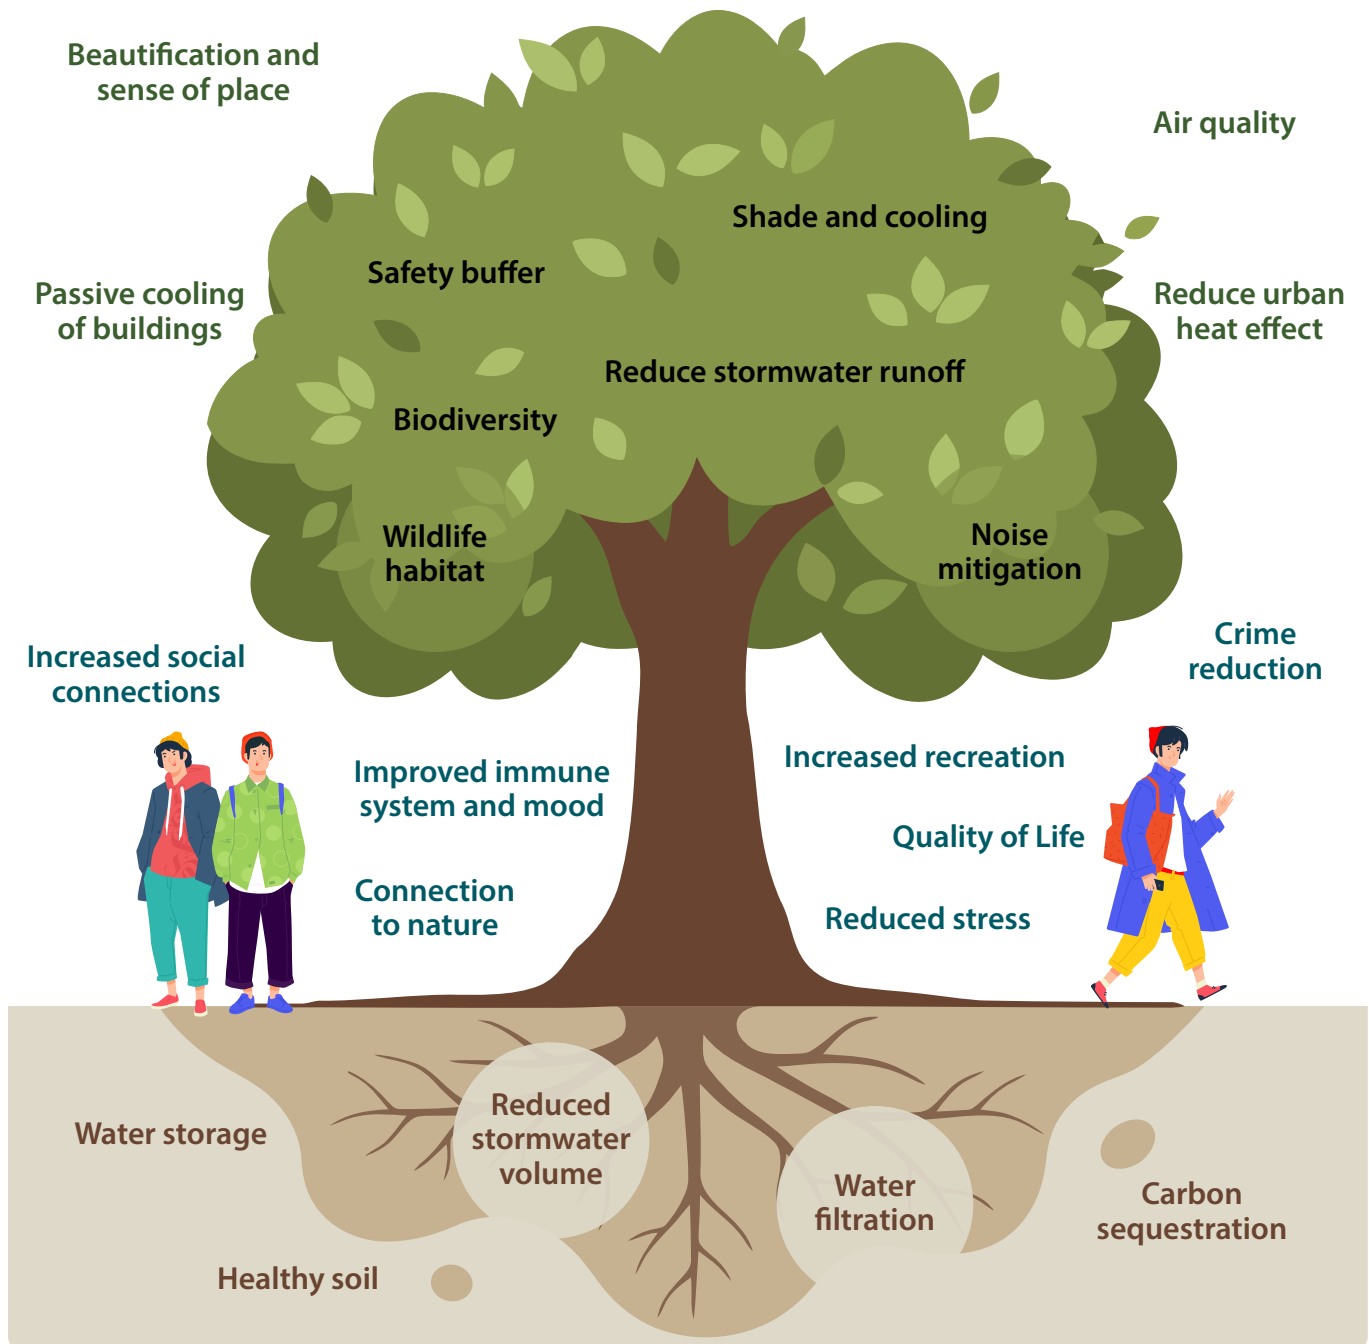 Beautification and
sense of place
Air quality
Shade and cooling
Safety buffer
Passive cooling
of buildings
Reduce urban
heat effect
Reduce stormwater runoff
Biodiversity
Wildlife
habitat
Noise
mitigation
Increased social
connections
Crime
reduction
Improved immune
system and mood
Increased recreation
Quality of Life
Connection
to nature
Reduced stress
Water storage
Reduced
stormwater
volume
Water
filtration
Carbon
sequestration
Healthy soil